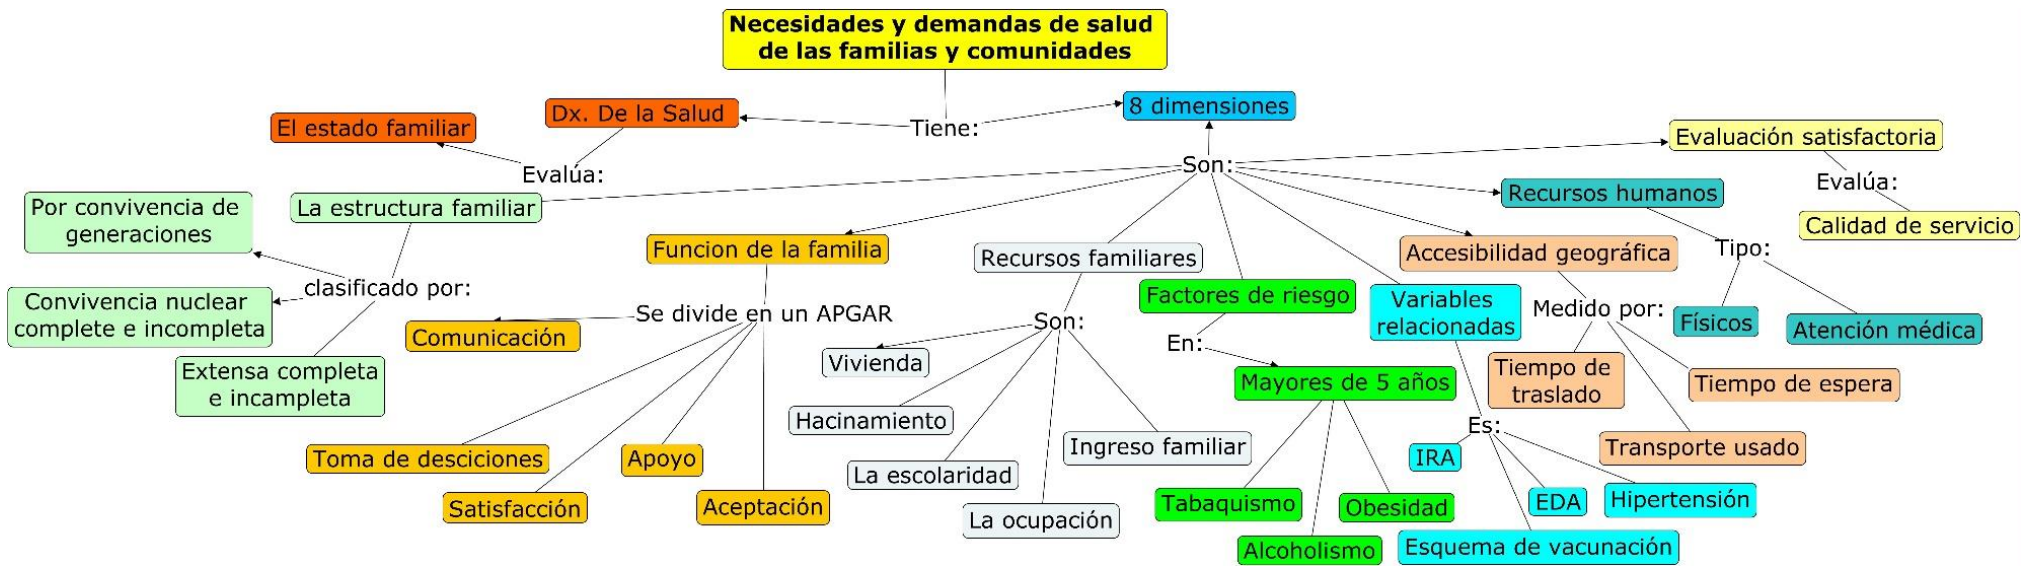 Necesidades y demandas de salud
de las familias y comunidades
Dx. De la Salud
8 dimensiones
El estado familiar
Tiene:
Evaluación satisfactoria
Son:
Evalúa:
Evalúa:
Recursos humanos
Por convivencia de
generaciones
La estructura familiar
Calidad de servicio
Funcion de la familia
Recursos familiares
Accesibilidad geográfica
Tipo:
clasificado por:
Factores de riesgo
Variables
relacionadas
Convivencia nuclear
complete e incompleta
Se divide en un APGAR
Son:
Medido por:
Físicos
Atención médica
Comunicación
En:
Vivienda
Extensa completa
e incampleta
Mayores de 5 años
Tiempo de
traslado
Tiempo de espera
Hacinamiento
Es:
Ingreso familiar
Transporte usado
Toma de desciciones
Apoyo
IRA
La escolaridad
Satisfacción
Aceptación
Tabaquismo
Obesidad
EDA
Hipertensión
La ocupación
Alcoholismo
Esquema de vacunación